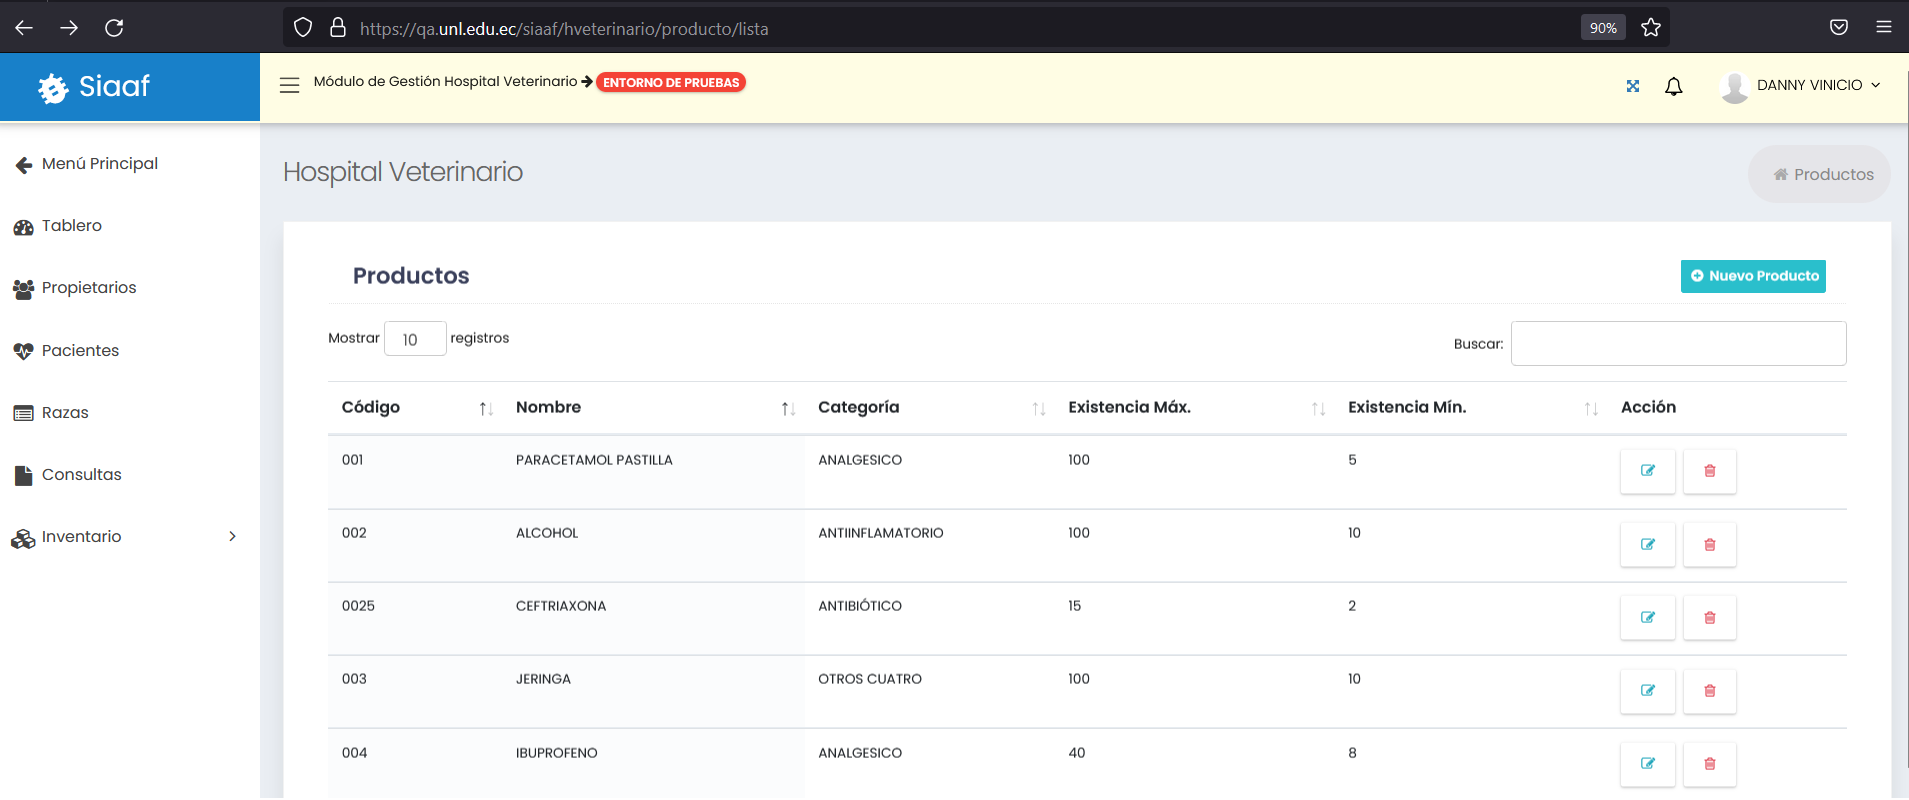 https://qa.unl.edu.ec/siaaf/hveterinario/producto/lista 90%
Siaaf
Módulo de Gestión Hospital Veterinario ENTORNO DE PRUEBAS
DANNY VINICIO
Menú Principal
Tablero
Propietarios
Pacientes
Razas
Consultas
Inventario
Hospital Veterinario
Productos
Productos
Nuevo Producto
Mostrar 10 registros
Buscar:
Código Nombre Categoría Existencia Máx. Existencia Mín. Acción
001 PARACETAMOL PASTILLA ANALGESICO 100 5
002 ALCOHOL ANTIINFLAMATORIO 100 10
0025 CEFTRIAXONA ANTIBIÓTICO 15 2
003 JERINGA OTROS CUATRO 100 10
004 IBUPROFENO ANALGESICO 40 8